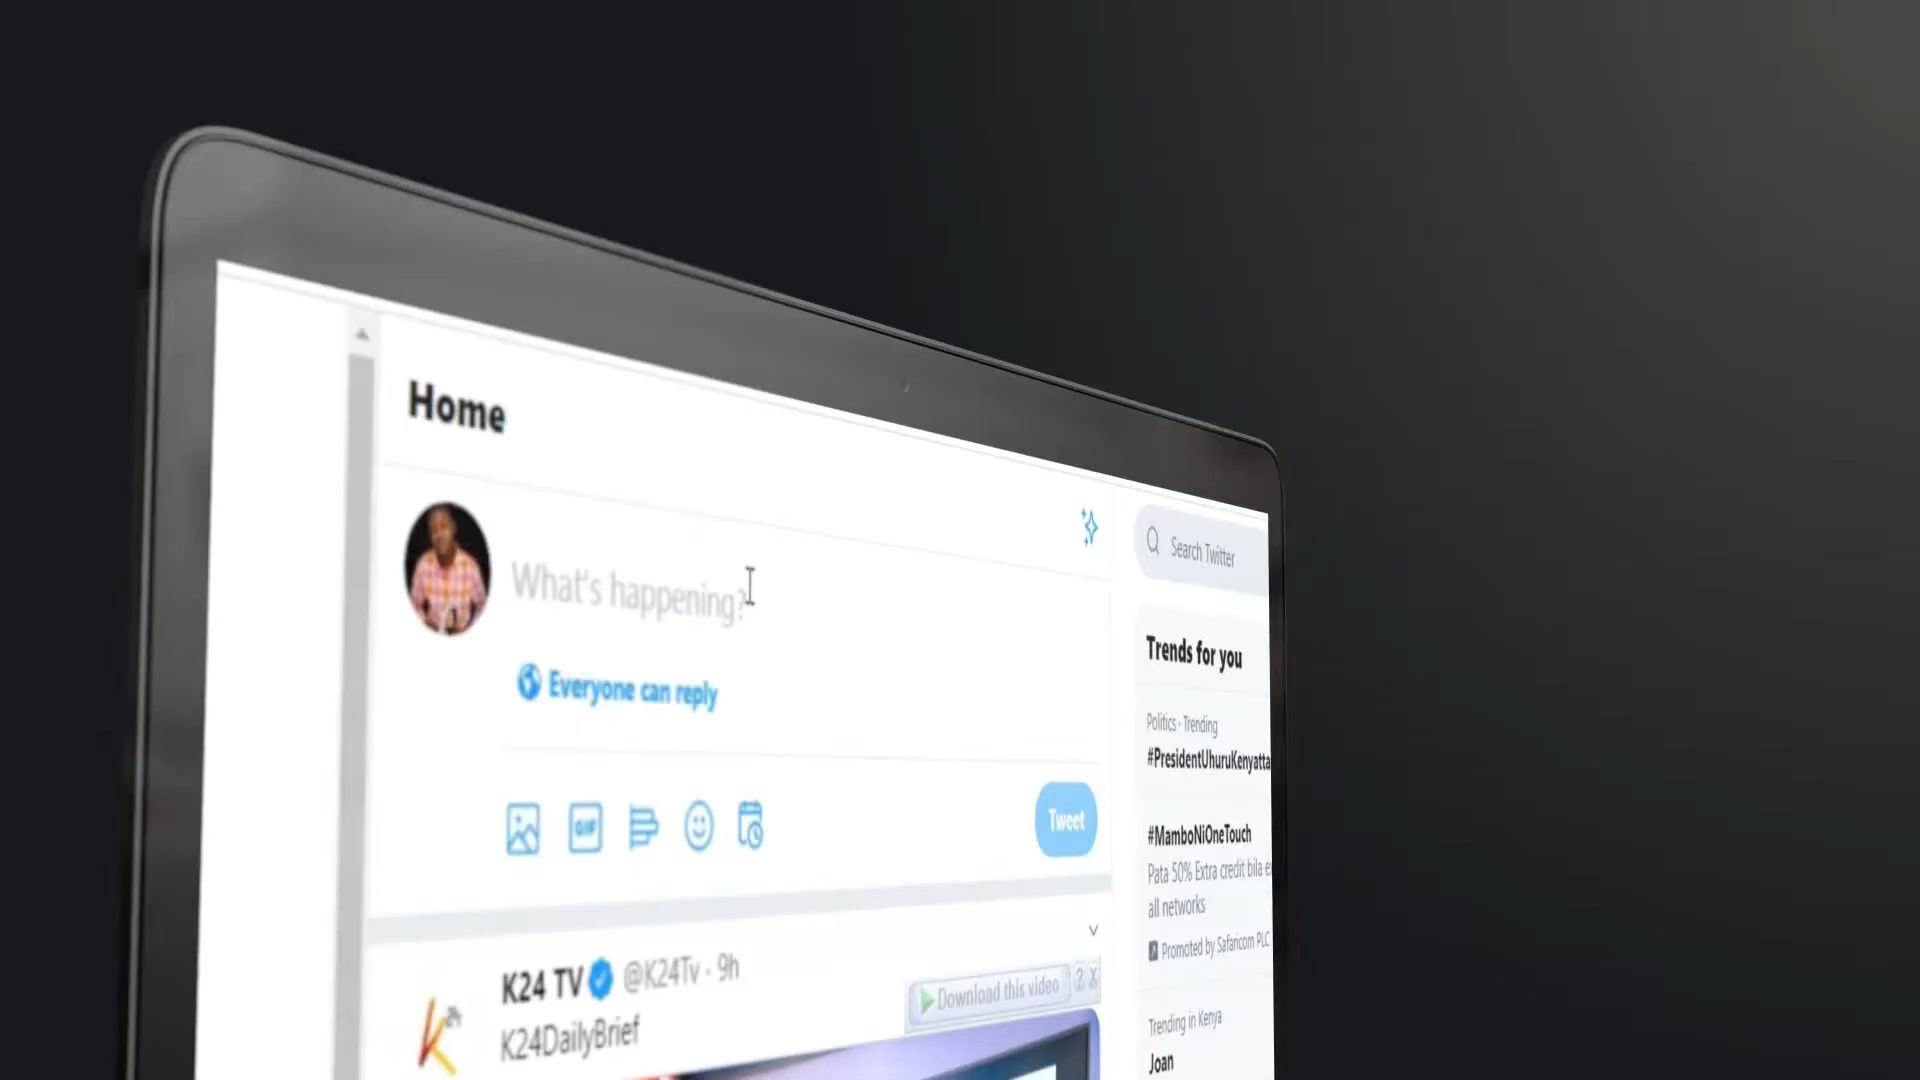 Home
What's happening?
Everyone can reply
GIF
Tweet
K24 TV @K24Tv · 9h
K24DailyBrief
Download this video ? X
Search Twitter
Trends for you
Politics · Trending
#PresidentUhuruKenyatta
#MamboNiOneTouch
Pata 50% Extra credit bila
all networks
Promoted by Safaricom PLC
Trending in Kenya
Joan